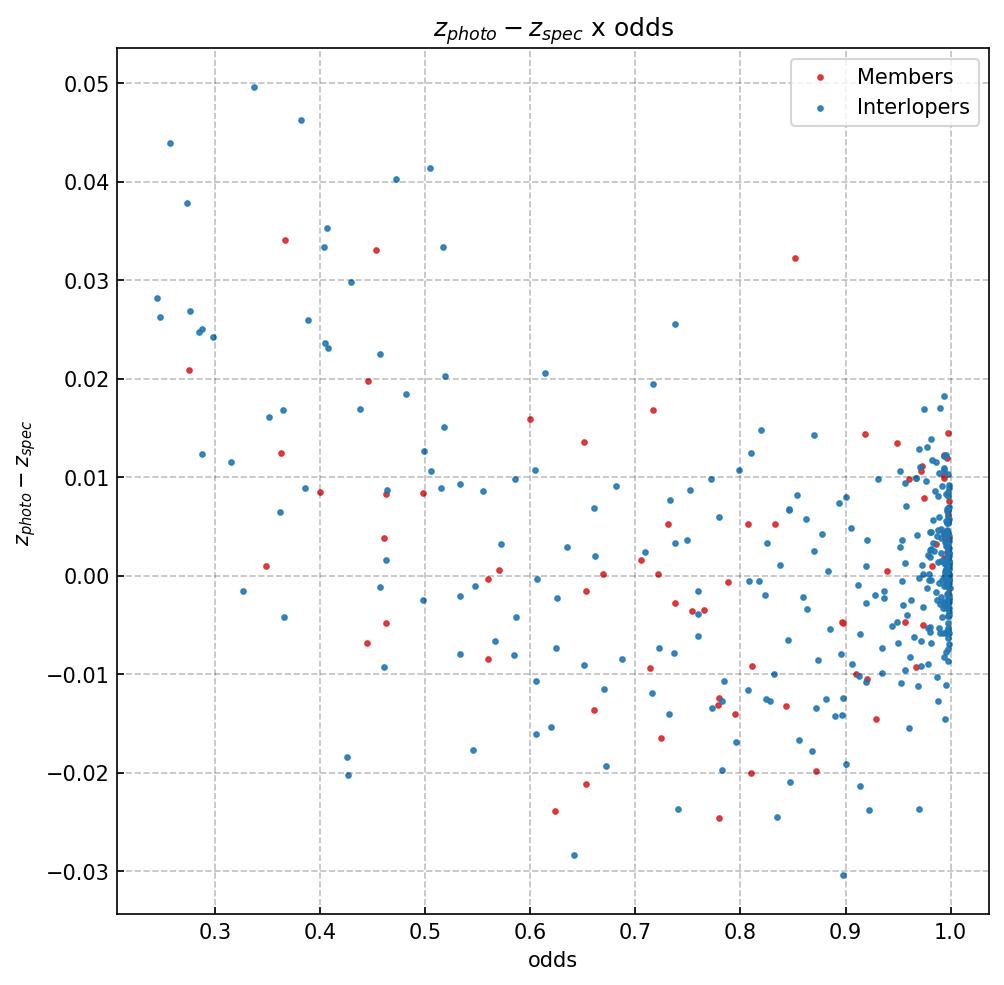 z_photo − z_spec x odds
Members
Interlopers
0.05
0.04
0.03
0.02
0.01
0.00
−0.01
−0.02
−0.03
z_photo − z_spec
0.3 0.4 0.5 0.6 0.7 0.8 0.9 1.0
odds